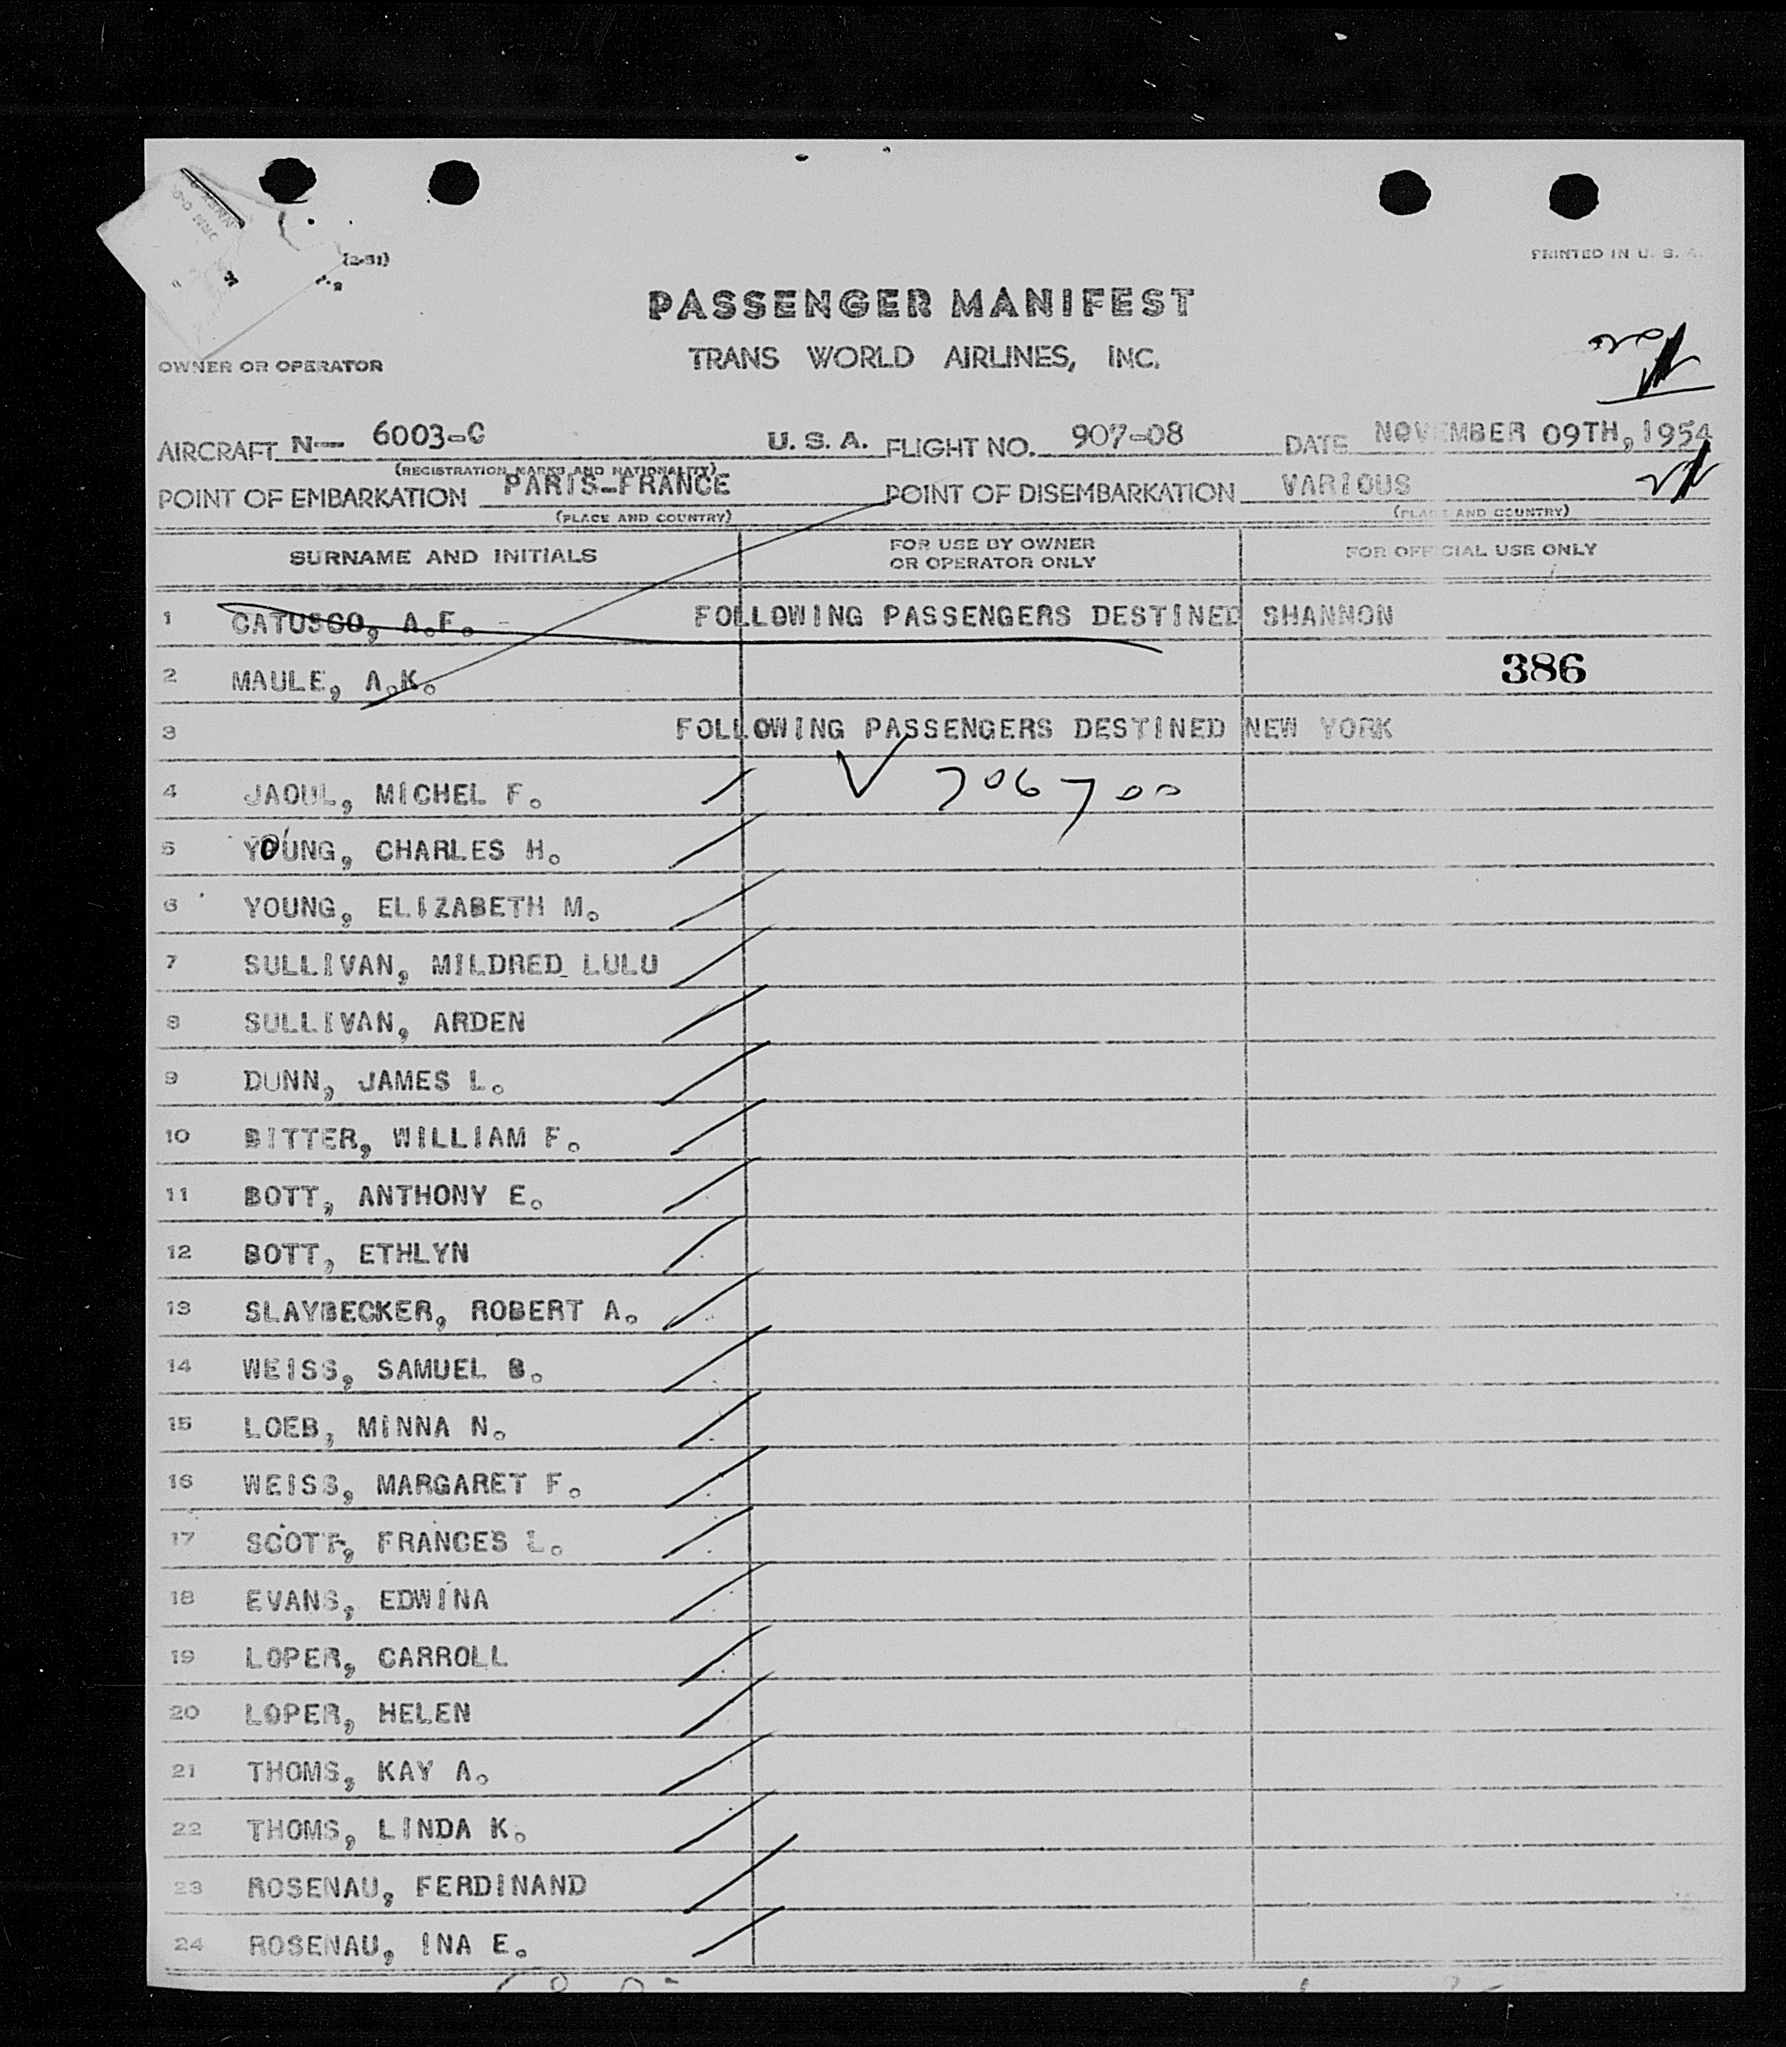 (2-51)
PRINTED IN U. S. A.
PASSENGER MANIFEST
TRANS WORLD AIRLINES, INC.
OWNER OR OPERATOR
AIRCRAFT N- 6003-C U. S. A. FLIGHT NO. 907-08 DATE NOVEMBER 09TH, 1954
(REGISTRATION MARKS AND NATIONALITY)
POINT OF EMBARKATION PARIS-FRANCE POINT OF DISEMBARKATION VARIOUS
(PLACE AND COUNTRY) (PLACE AND COUNTRY)
SURNAME AND INITIALS FOR USE BY OWNER OR OPERATOR ONLY FOR OFFICIAL USE ONLY
1 CATUSCO, A.F. FOLLOWING PASSENGERS DESTINED SHANNON
2 MAULE, A.K. 386
3 FOLLOWING PASSENGERS DESTINED NEW YORK
4 JAOUL, MICHEL F. 706700
5 YOUNG, CHARLES H.
6 YOUNG, ELIZABETH M.
7 SULLIVAN, MILDRED LULU
8 SULLIVAN, ARDEN
9 DUNN, JAMES L.
10 BITTER, WILLIAM F.
11 BOTT, ANTHONY E.
12 BOTT, ETHLYN
13 SLAYBECKER, ROBERT A.
14 WEISS, SAMUEL B.
15 LOEB, MINNA N.
16 WEISS, MARGARET F.
17 SCOTT, FRANCES L.
18 EVANS, EDWINA
19 LOPER, CARROLL
20 LOPER, HELEN
21 THOMS, KAY A.
22 THOMS, LINDA K.
23 ROSENAU, FERDINAND
24 ROSENAU, INA E.